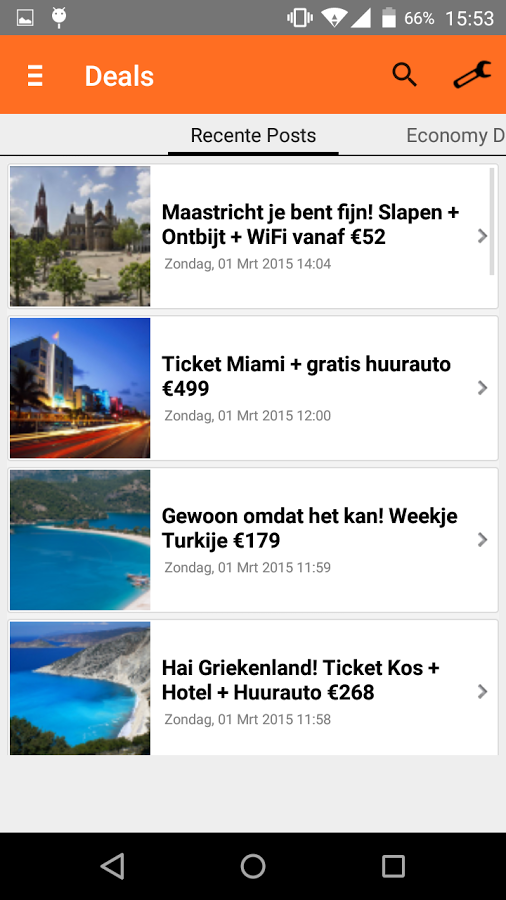 66% 15:53
Deals
Recente Posts
Economy D
Maastricht je bent fijn! Slapen +
Ontbijt + WiFi vanaf €52
Zondag, 01 Mrt 2015 14:04
Ticket Miami + gratis huurauto
€499
Zondag, 01 Mrt 2015 12:00
Gewoon omdat het kan! Weekje
Turkije €179
Zondag, 01 Mrt 2015 11:59
Hai Griekenland! Ticket Kos +
Hotel + Huurauto €268
Zondag, 01 Mrt 2015 11:58